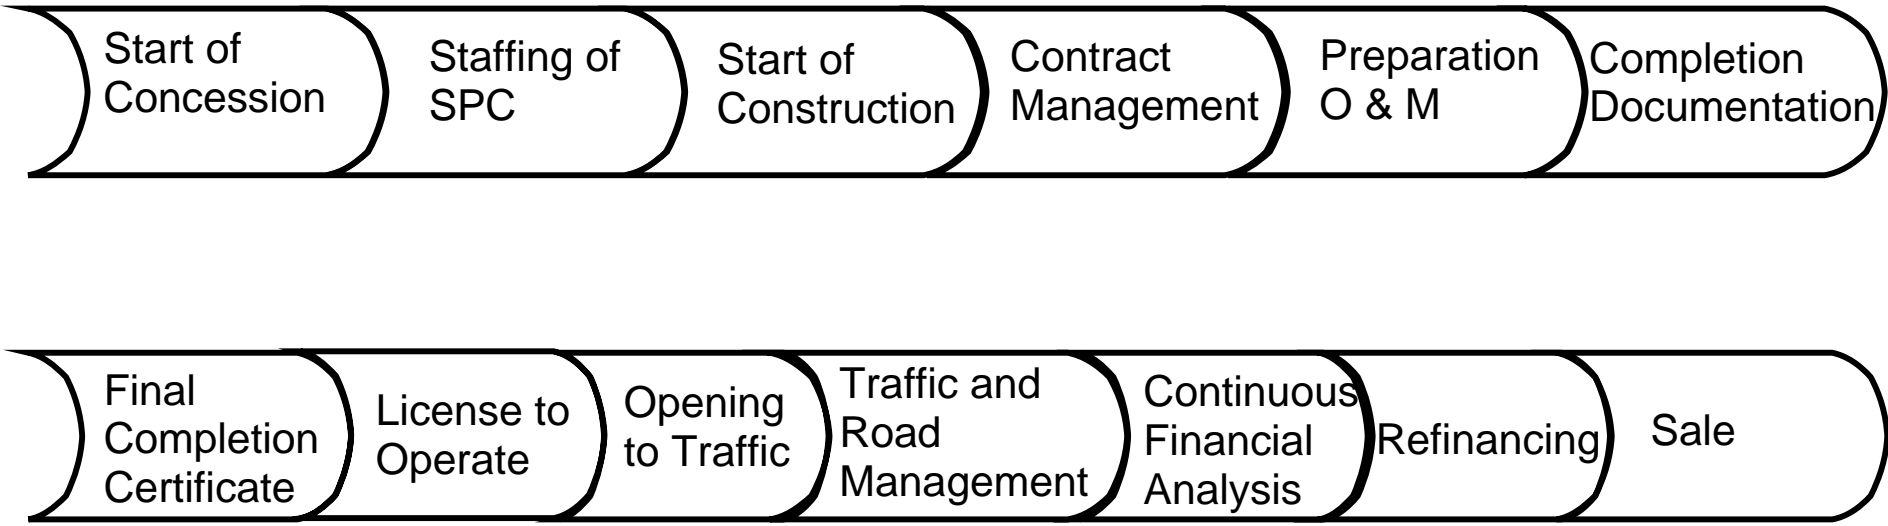 Start of
Concession
Staffing of
SPC
Start of
Construction
Contract
Management
Preparation
O & M
Completion
Documentation
Final
Completion
Certificate
License to
Operate
Opening
to Traffic
Traffic and
Road
Management
Continuous
Financial
Analysis
Refinancing
Sale